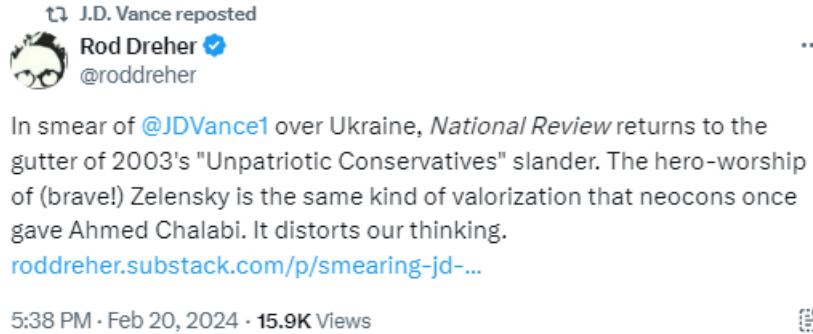 J.D. Vance reposted
Rod Dreher
@roddreher
In smear of @JDVance1 over Ukraine, National Review returns to the
gutter of 2003's "Unpatriotic Conservatives" slander. The hero-worship
of (brave!) Zelensky is the same kind of valorization that neocons once
gave Ahmed Chalabi. It distorts our thinking.
roddreher.substack.com/p/smearing-jd-...
5:38 PM · Feb 20, 2024 · 15.9K Views